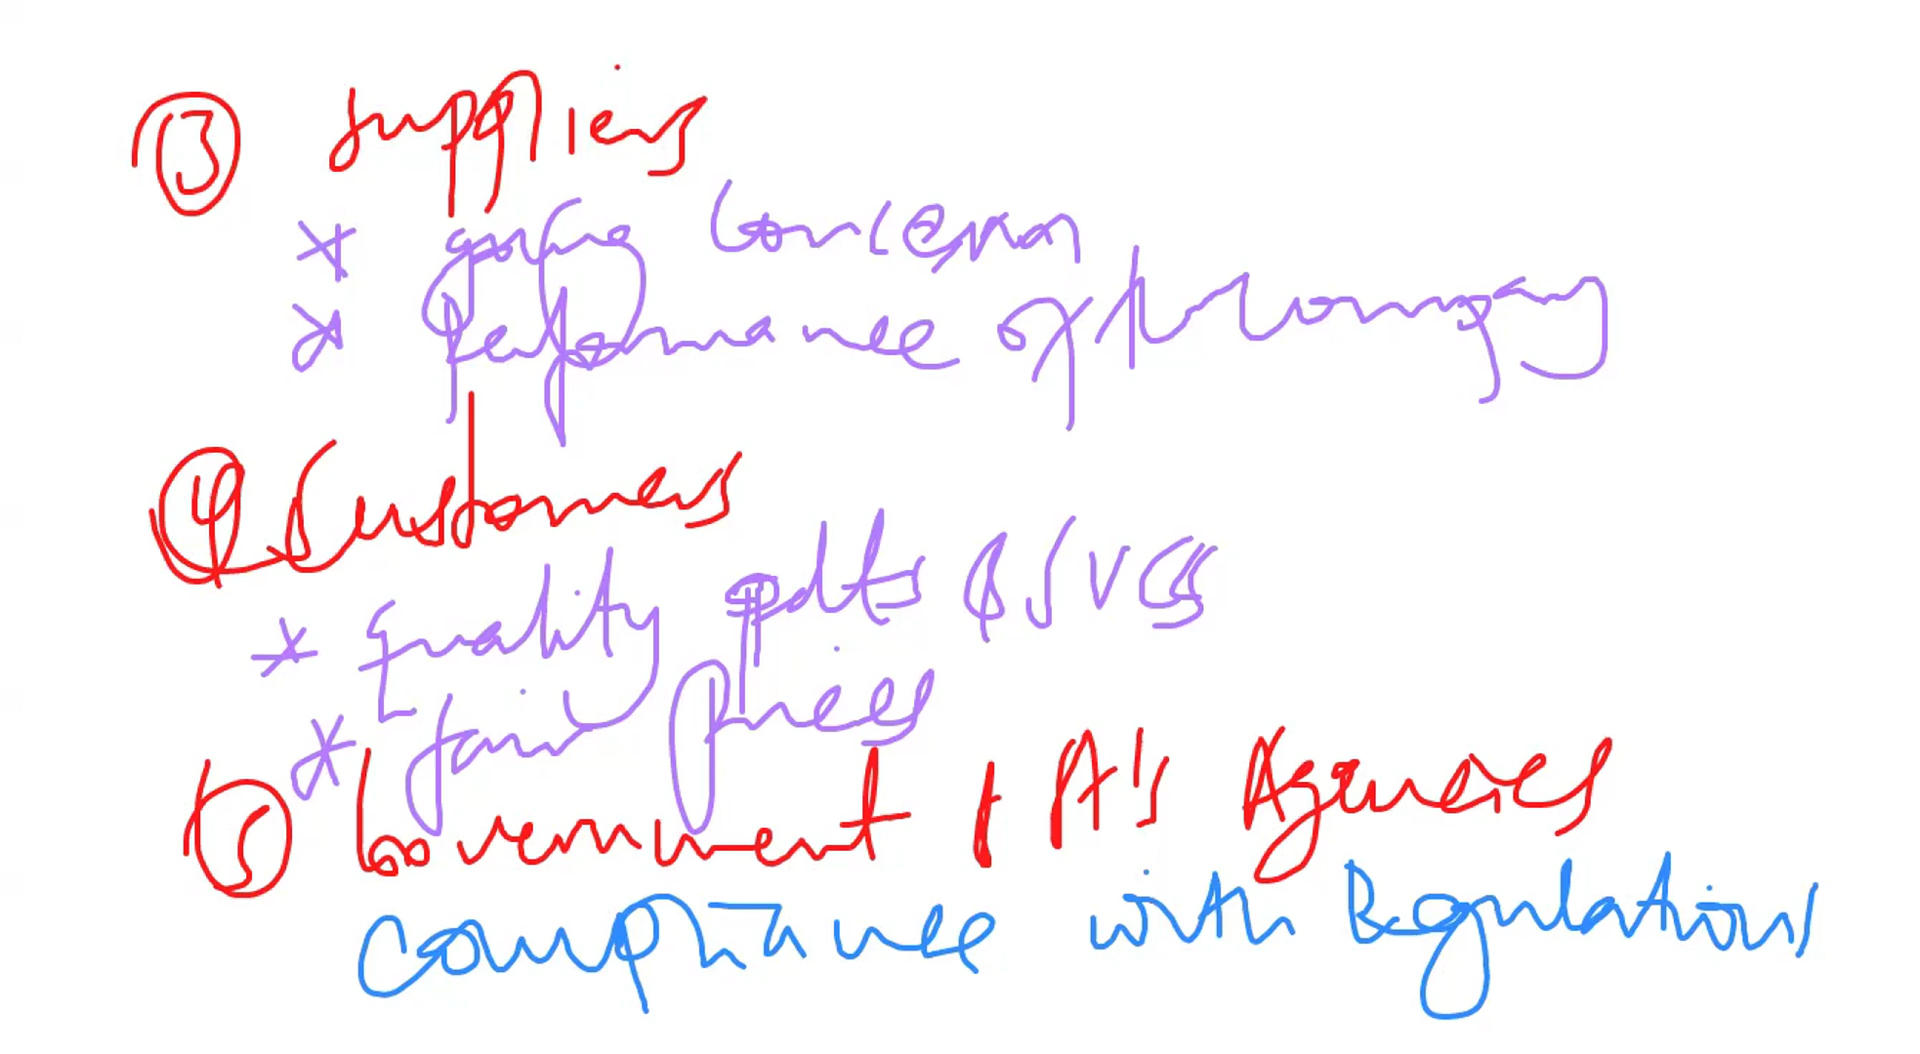 ③ Suppliers
* going Concern
* Performance of the Company
④ Customers
* quality pdts & SVCS
* fair prices
⑤ Government & It's Agencies
Compliance with Regulations